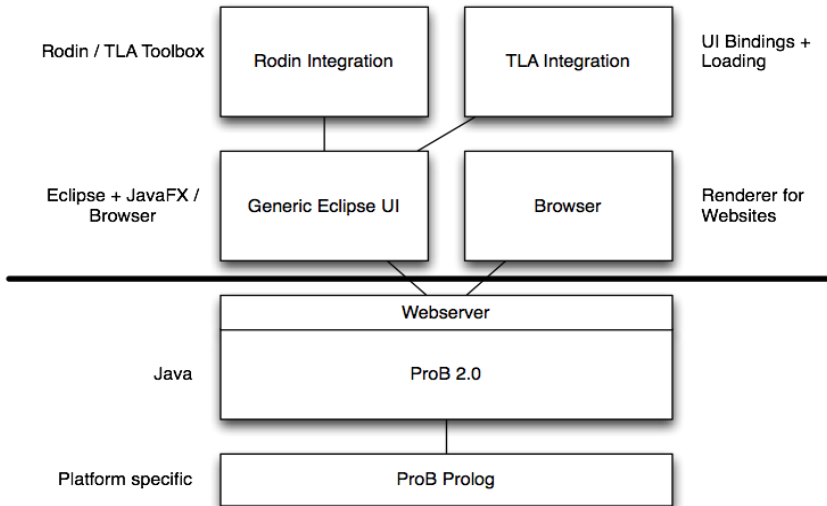 Rodin / TLA Toolbox
Rodin Integration
TLA Integration
UI Bindings +
Loading
Eclipse + JavaFX /
Browser
Generic Eclipse UI
Browser
Renderer for
Websites
Webserver
Java
ProB 2.0
Platform specific
ProB Prolog